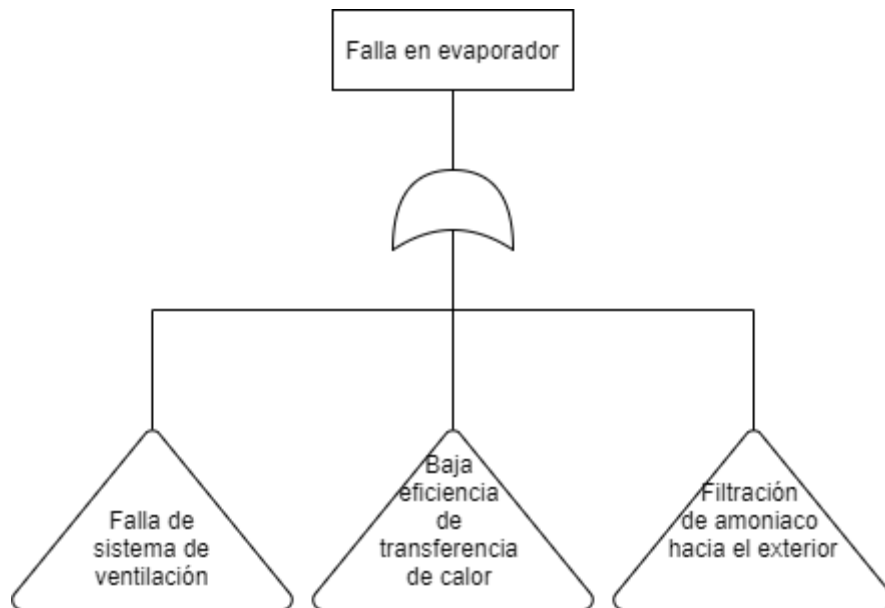 Falla en evaporador
Falla de
sistema de
ventilación
Baja
eficiencia
de
transferencia
de calor
Filtración
de amoniaco
hacia el exterior